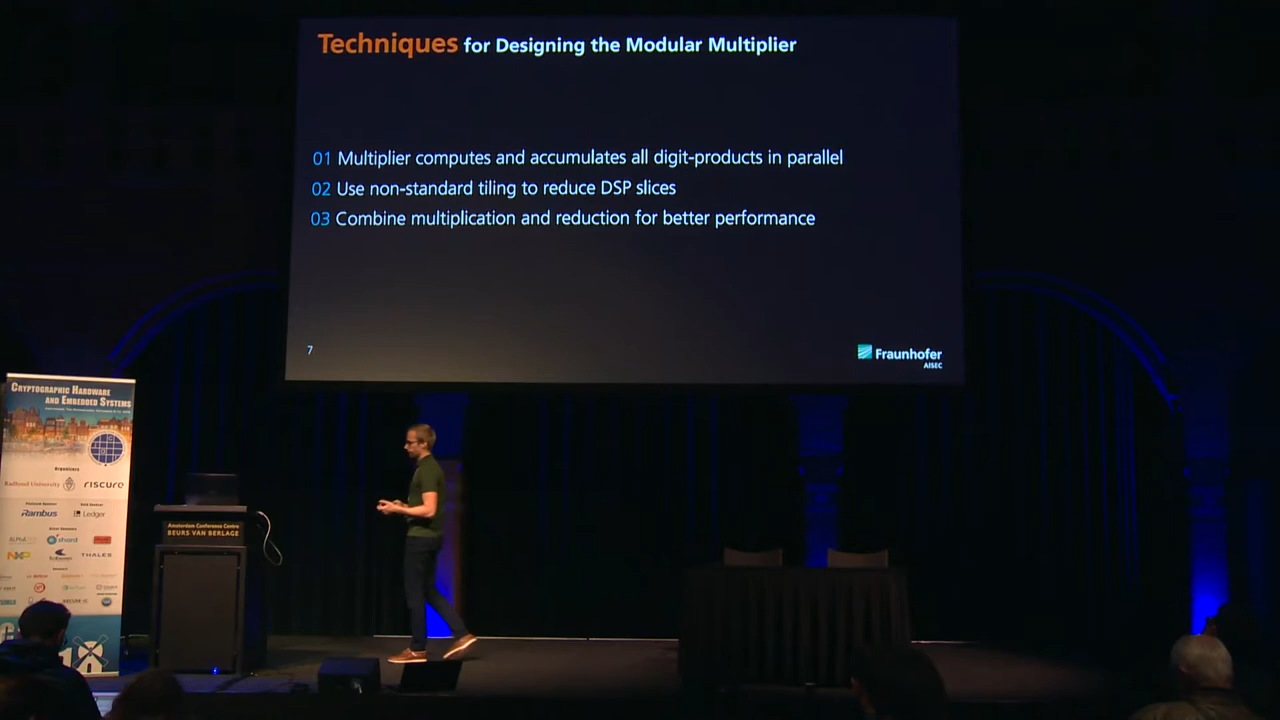 Techniques for Designing the Modular Multiplier
01 Multiplier computes and accumulates all digit-products in parallel
02 Use non-standard tiling to reduce DSP slices
03 Combine multiplication and reduction for better performance
7
Fraunhofer
AISEC
CRYPTOGRAPHIC HARDWARE
AND EMBEDDED SYSTEMS
Organizers
Radboud University
riscure
Rambus
Ledger
NXP
THALES
Amsterdam Conference Centre
BEURS VAN BERLAGE